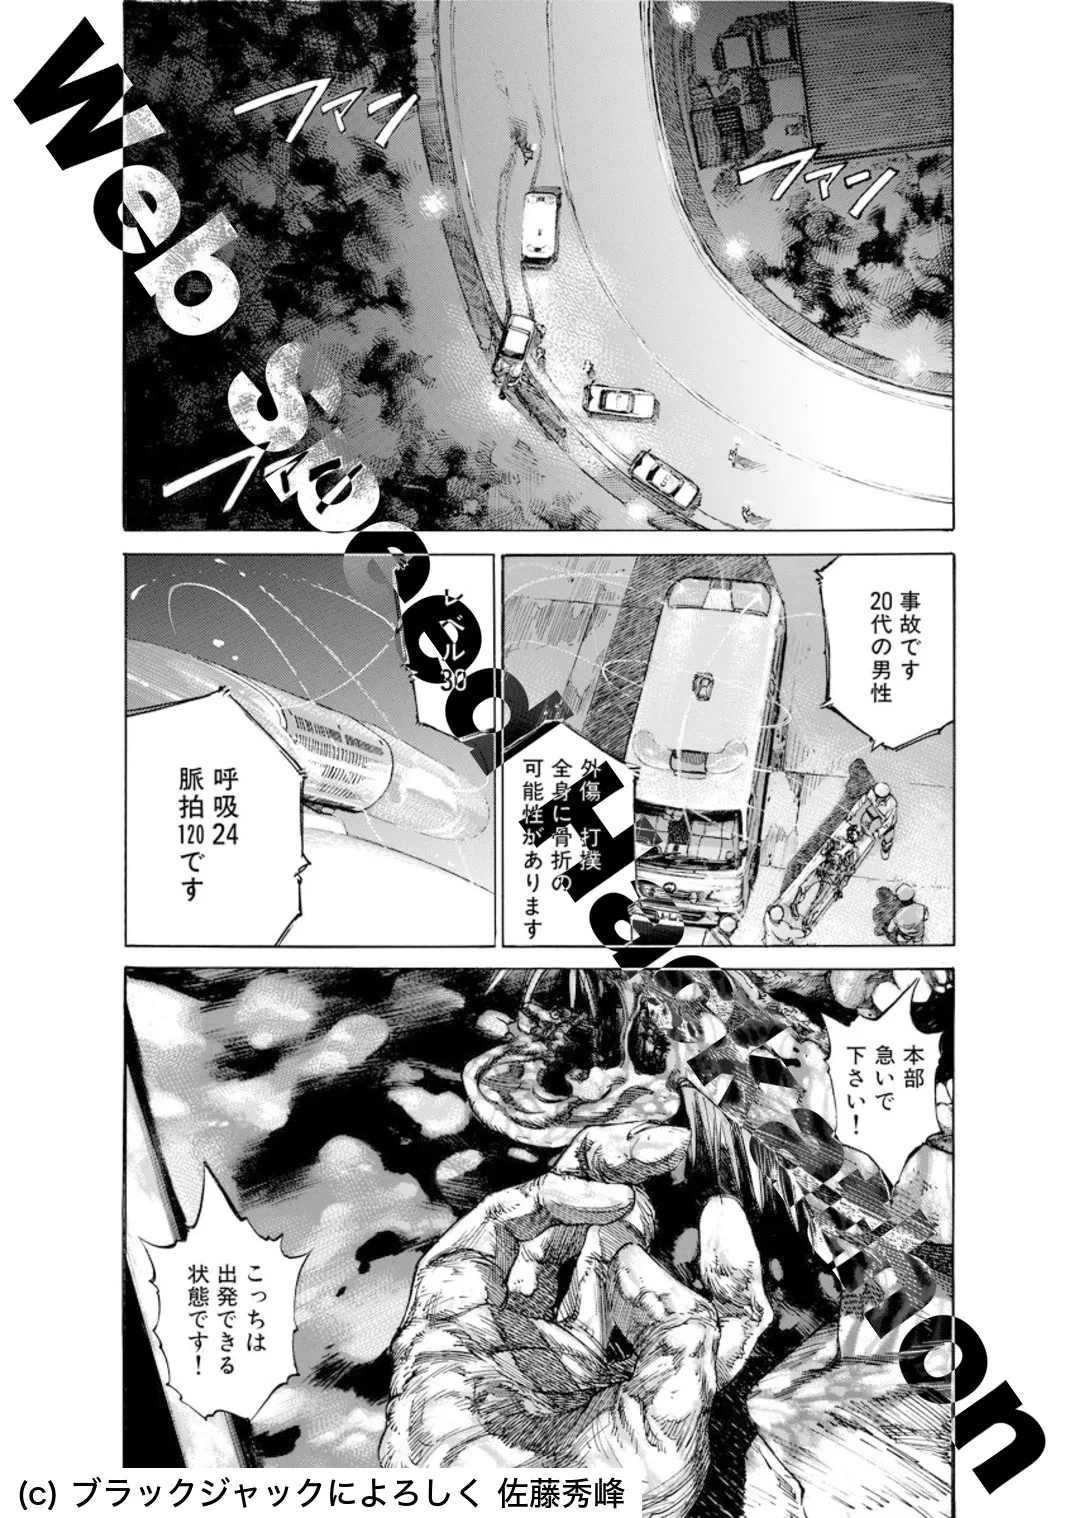 ファン
ファン
ファン
事故です
20代の男性
外傷 打撲
全身に骨折の
可能性があります
レベル30
呼吸24
脈拍120です
本部
急いで
下さい!
こっちは
出発できる
状態です!
(c) ブラックジャックによろしく 佐藤秀峰